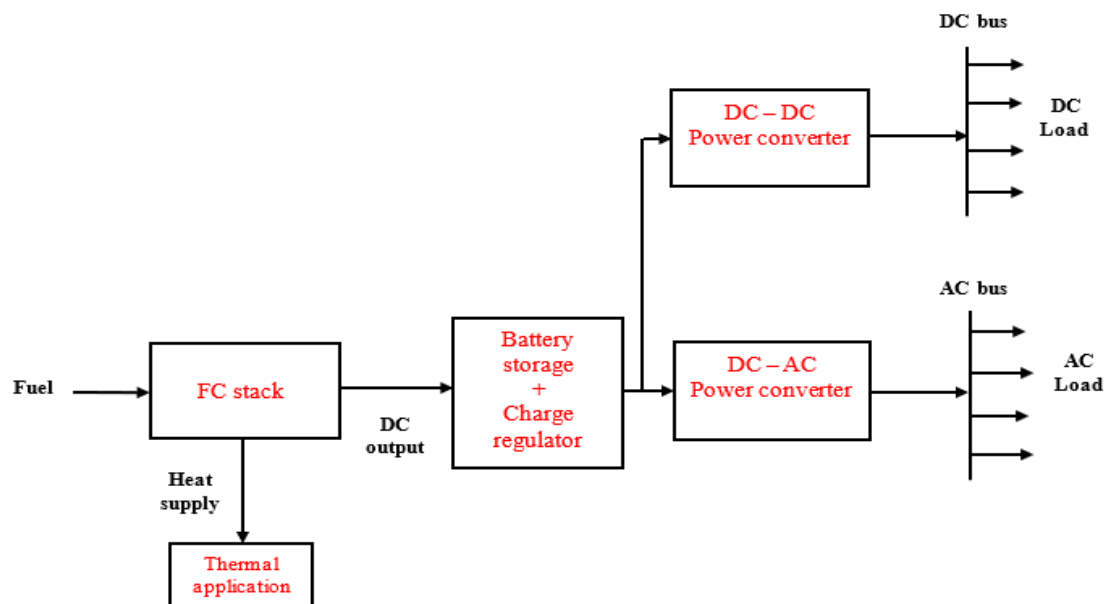 DC bus
DC – DC
Power converter
DC
Load
AC bus
Fuel
FC stack
DC
output
Battery
storage
+
Charge
regulator
DC – AC
Power converter
AC
Load
Heat
supply
Thermal
application